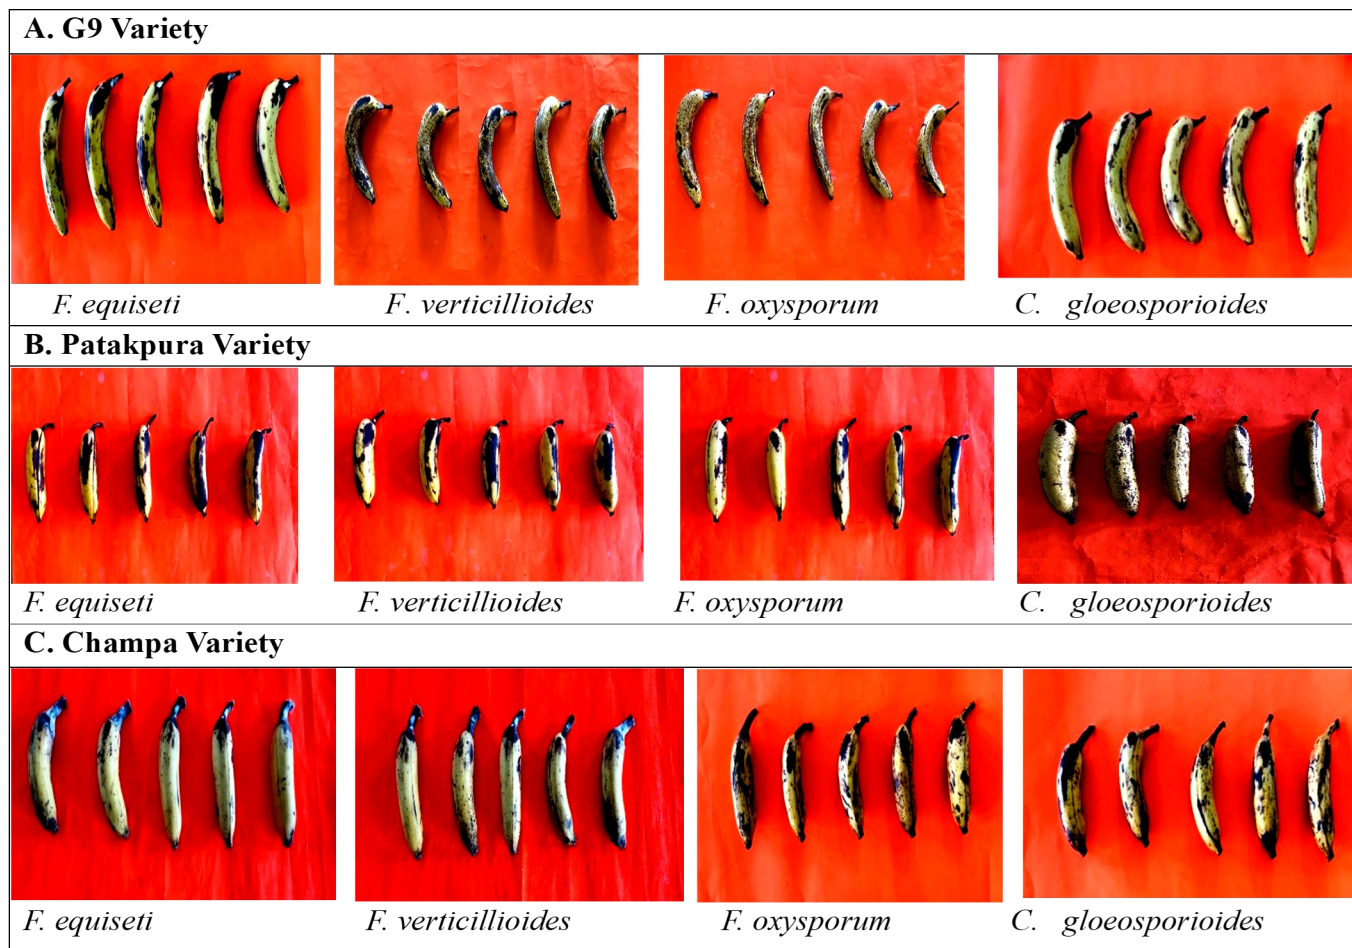 A. G9 Variety
F. equiseti F. verticillioides F. oxysporum C. gloeosporioides
B. Patakpura Variety
F. equiseti F. verticillioides F. oxysporum C. gloeosporioides
C. Champa Variety
F. equiseti F. verticillioides F. oxysporum C. gloeosporioides